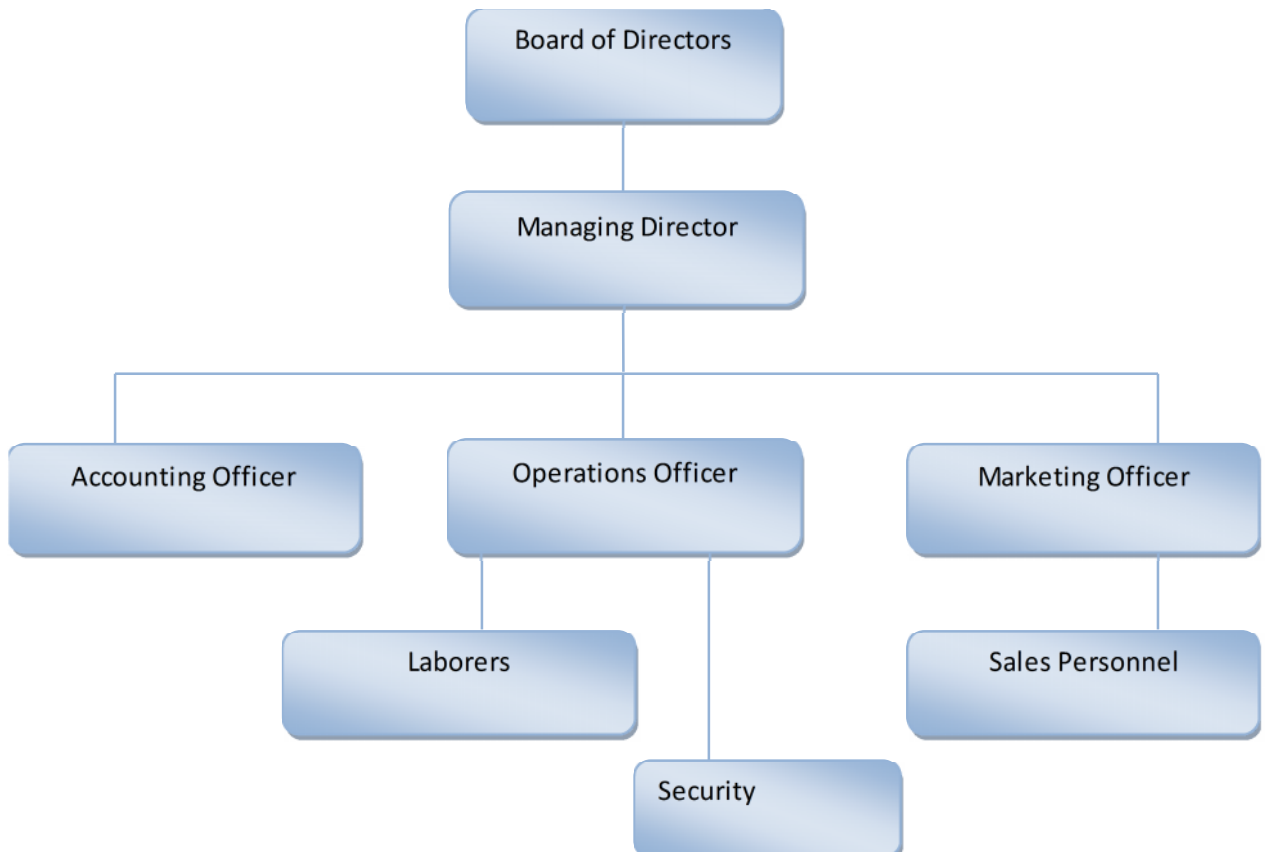 Board of Directors
Managing Director
Accounting Officer
Operations Officer
Marketing Officer
Laborers
Sales Personnel
Security